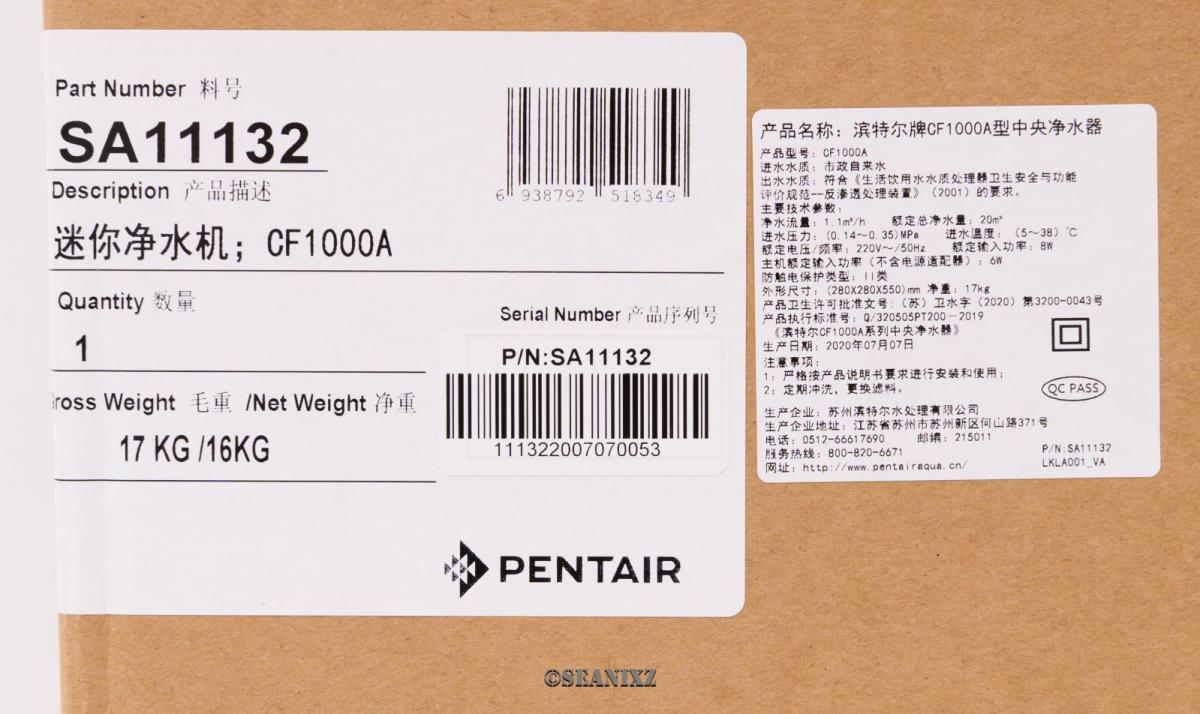 Part Number 料号
SA11132
Description 产品描述
迷你净水机；CF1000A
6 938792 518349
Quantity 数量
1
Serial Number 产品序列号
P/N:SA11132
111322007070053
ross Weight 毛重 /Net Weight 净重
17 KG /16KG
PENTAIR
产品名称：滨特尔牌CF1000A型中央净水器
产品型号：CF1000A
进水水质：市政自来水
出水水质：符合《生活饮用水水质处理器卫生安全与功能
评价规范--反渗透处理装置》（2001）的要求。
主要技术参数：
净水流量：1.1m³/h 额定总净水量：20m³
进水压力：(0.14～0.35)MPa 进水温度：（5～38）℃
额定电压/频率：220V～/50Hz 额定输入功率：8W
主机额定输入功率（不含电源适配器）：6W
防触电保护类型：II类
外形尺寸：(280X280X550)mm 净重：17kg
产品卫生许可批准文号：（苏）卫水字（2020）第3200-0043号
产品执行标准号：Q/320505PT200-2019
《滨特尔CF1000A系列中央净水器》
生产日期：2020年07月07日
注意事项：
1；严格按产品说明书要求进行安装和使用；
2；定期冲洗，更换滤料。
QC PASS
生产企业：苏州滨特尔水处理有限公司
生产企业地址：江苏省苏州市苏州新区何山路371号
电话：0512-66617690 邮编：215011
服务热线：800-820-6671
网址：http://www.pentairaqua.cn/
P/N:SA11132
LKLA001_VA
©SRANIXZ